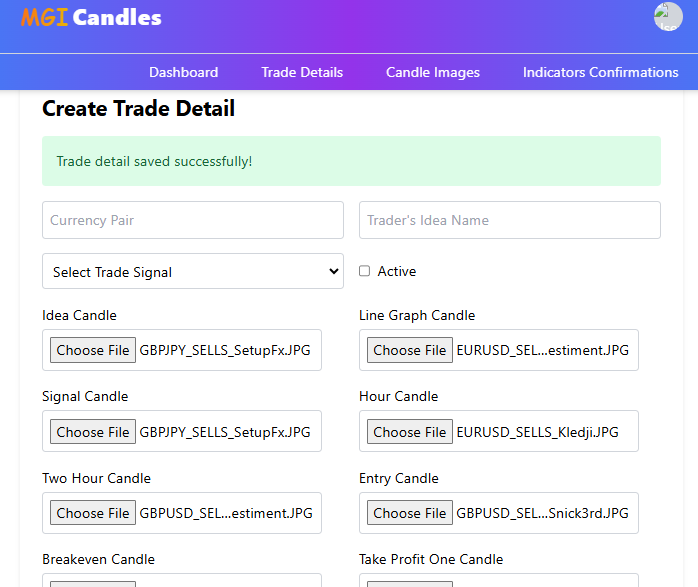 MGI Candles
Dashboard Trade Details Candle Images Indicators Confirmations
Create Trade Detail
Trade detail saved successfully!
Currency Pair Trader's Idea Name
Select Trade Signal Active
Idea Candle Line Graph Candle
Choose File GBPJPY_SELLS_SetupFx.JPG Choose File EURUSD_SEL...estiment.JPG
Signal Candle Hour Candle
Choose File GBPJPY_SELLS_SetupFx.JPG Choose File EURUSD_SELLS_Kledji.JPG
Two Hour Candle Entry Candle
Choose File GBPUSD_SEL...estiment.JPG Choose File GBPUSD_SEL...Snick3rd.JPG
Breakeven Candle Take Profit One Candle